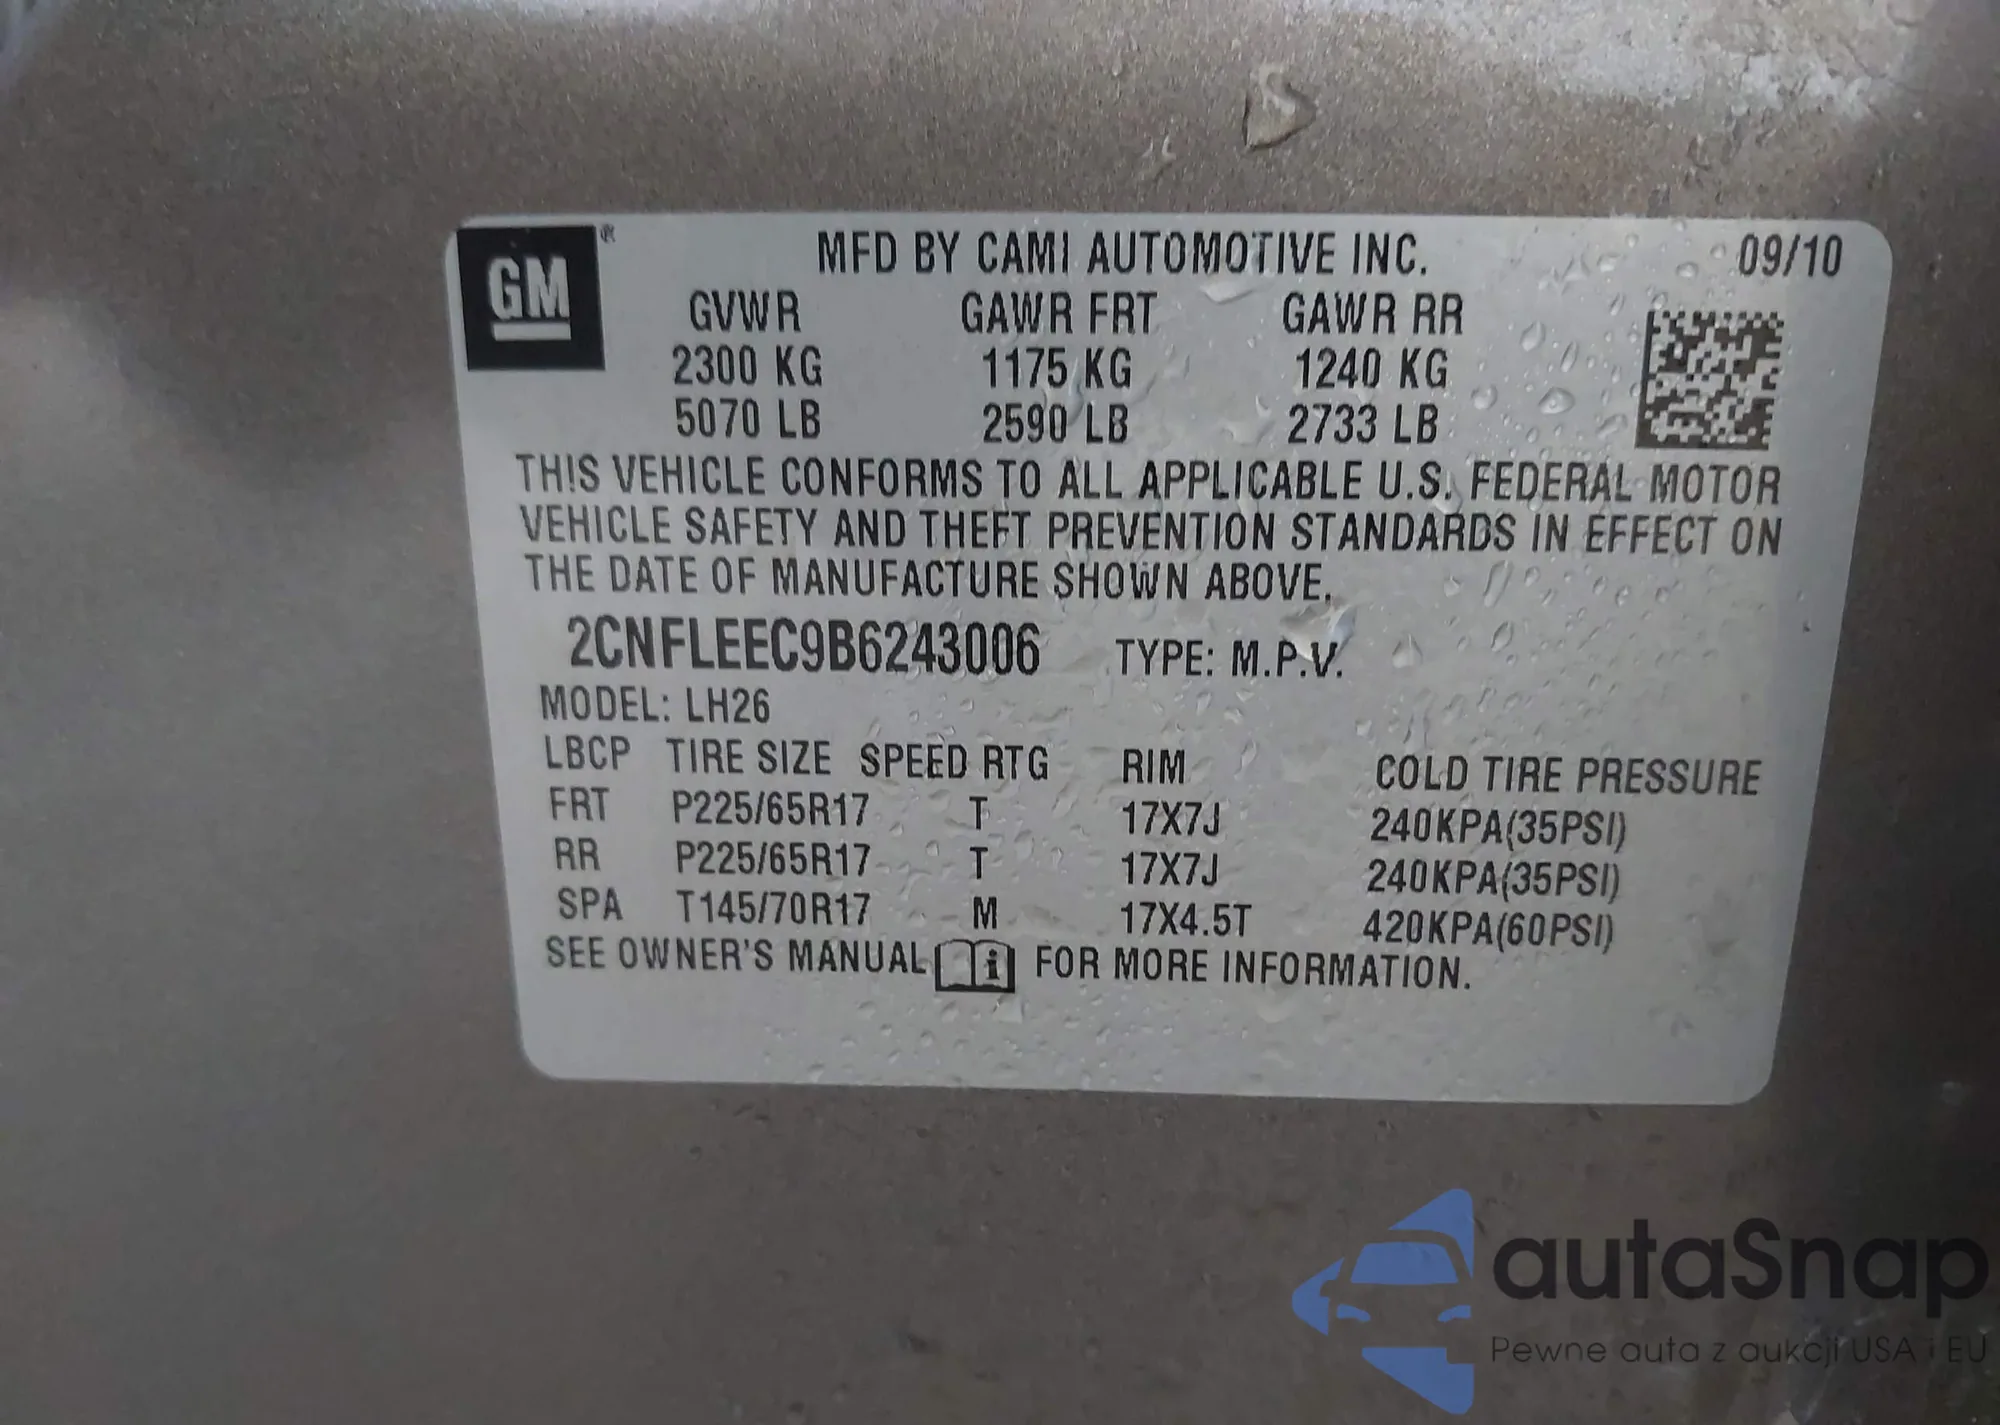 GM®
MFD BY CAMI AUTOMOTIVE INC. 09/10
GVWR GAWR FRT GAWR RR
2300 KG 1175 KG 1240 KG
5070 LB 2590 LB 2733 LB
THIS VEHICLE CONFORMS TO ALL APPLICABLE U.S. FEDERAL MOTOR
VEHICLE SAFETY AND THEFT PREVENTION STANDARDS IN EFFECT ON
THE DATE OF MANUFACTURE SHOWN ABOVE.
2CNFLEEC9B6243006 TYPE: M.P.V.
MODEL: LH26
LBCP TIRE SIZE SPEED RTG RIM COLD TIRE PRESSURE
FRT P225/65R17 T 17X7J 240KPA(35PSI)
RR P225/65R17 T 17X7J 240KPA(35PSI)
SPA T145/70R17 M 17X4.5T 420KPA(60PSI)
SEE OWNER'S MANUAL i FOR MORE INFORMATION.
autaSnap
Pewne auta z aukcji USA i EU